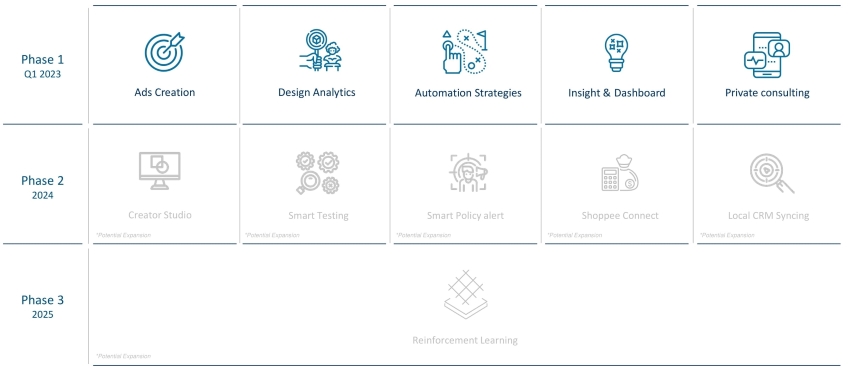 Phase 1
Q1 2023
Ads Creation
Design Analytics
Automation Strategies
Insight & Dashboard
Private consulting
Phase 2
2024
Creator Studio
Smart Testing
Smart Policy alert
Shoppee Connect
Local CRM Syncing
*Potential Expansion
*Potential Expansion
*Potential Expansion
*Potential Expansion
*Potential Expansion
Phase 3
2025
Reinforcement Learning
*Potential Expansion